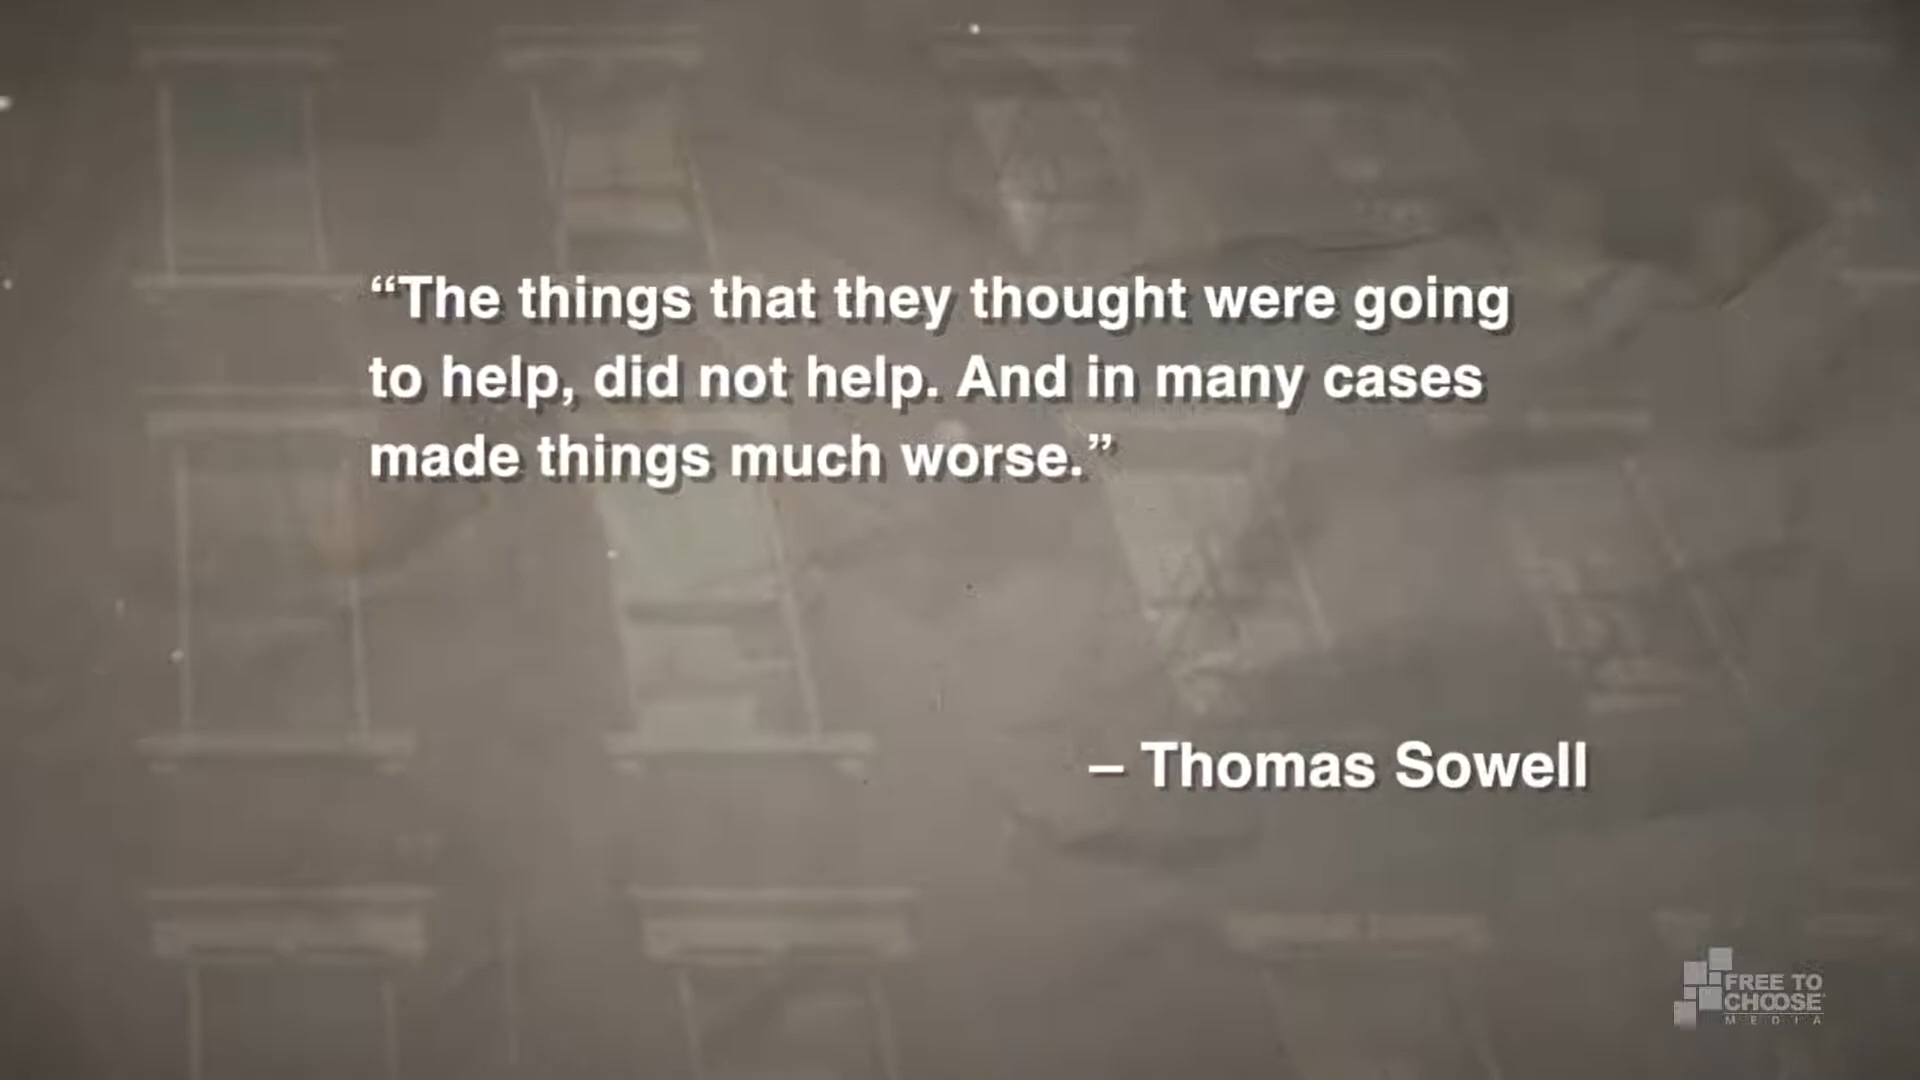 “The things that they thought were going
to help, did not help. And in many cases
made things much worse.”
– Thomas Sowell
FREE TO
CHOOSE
MEDIA